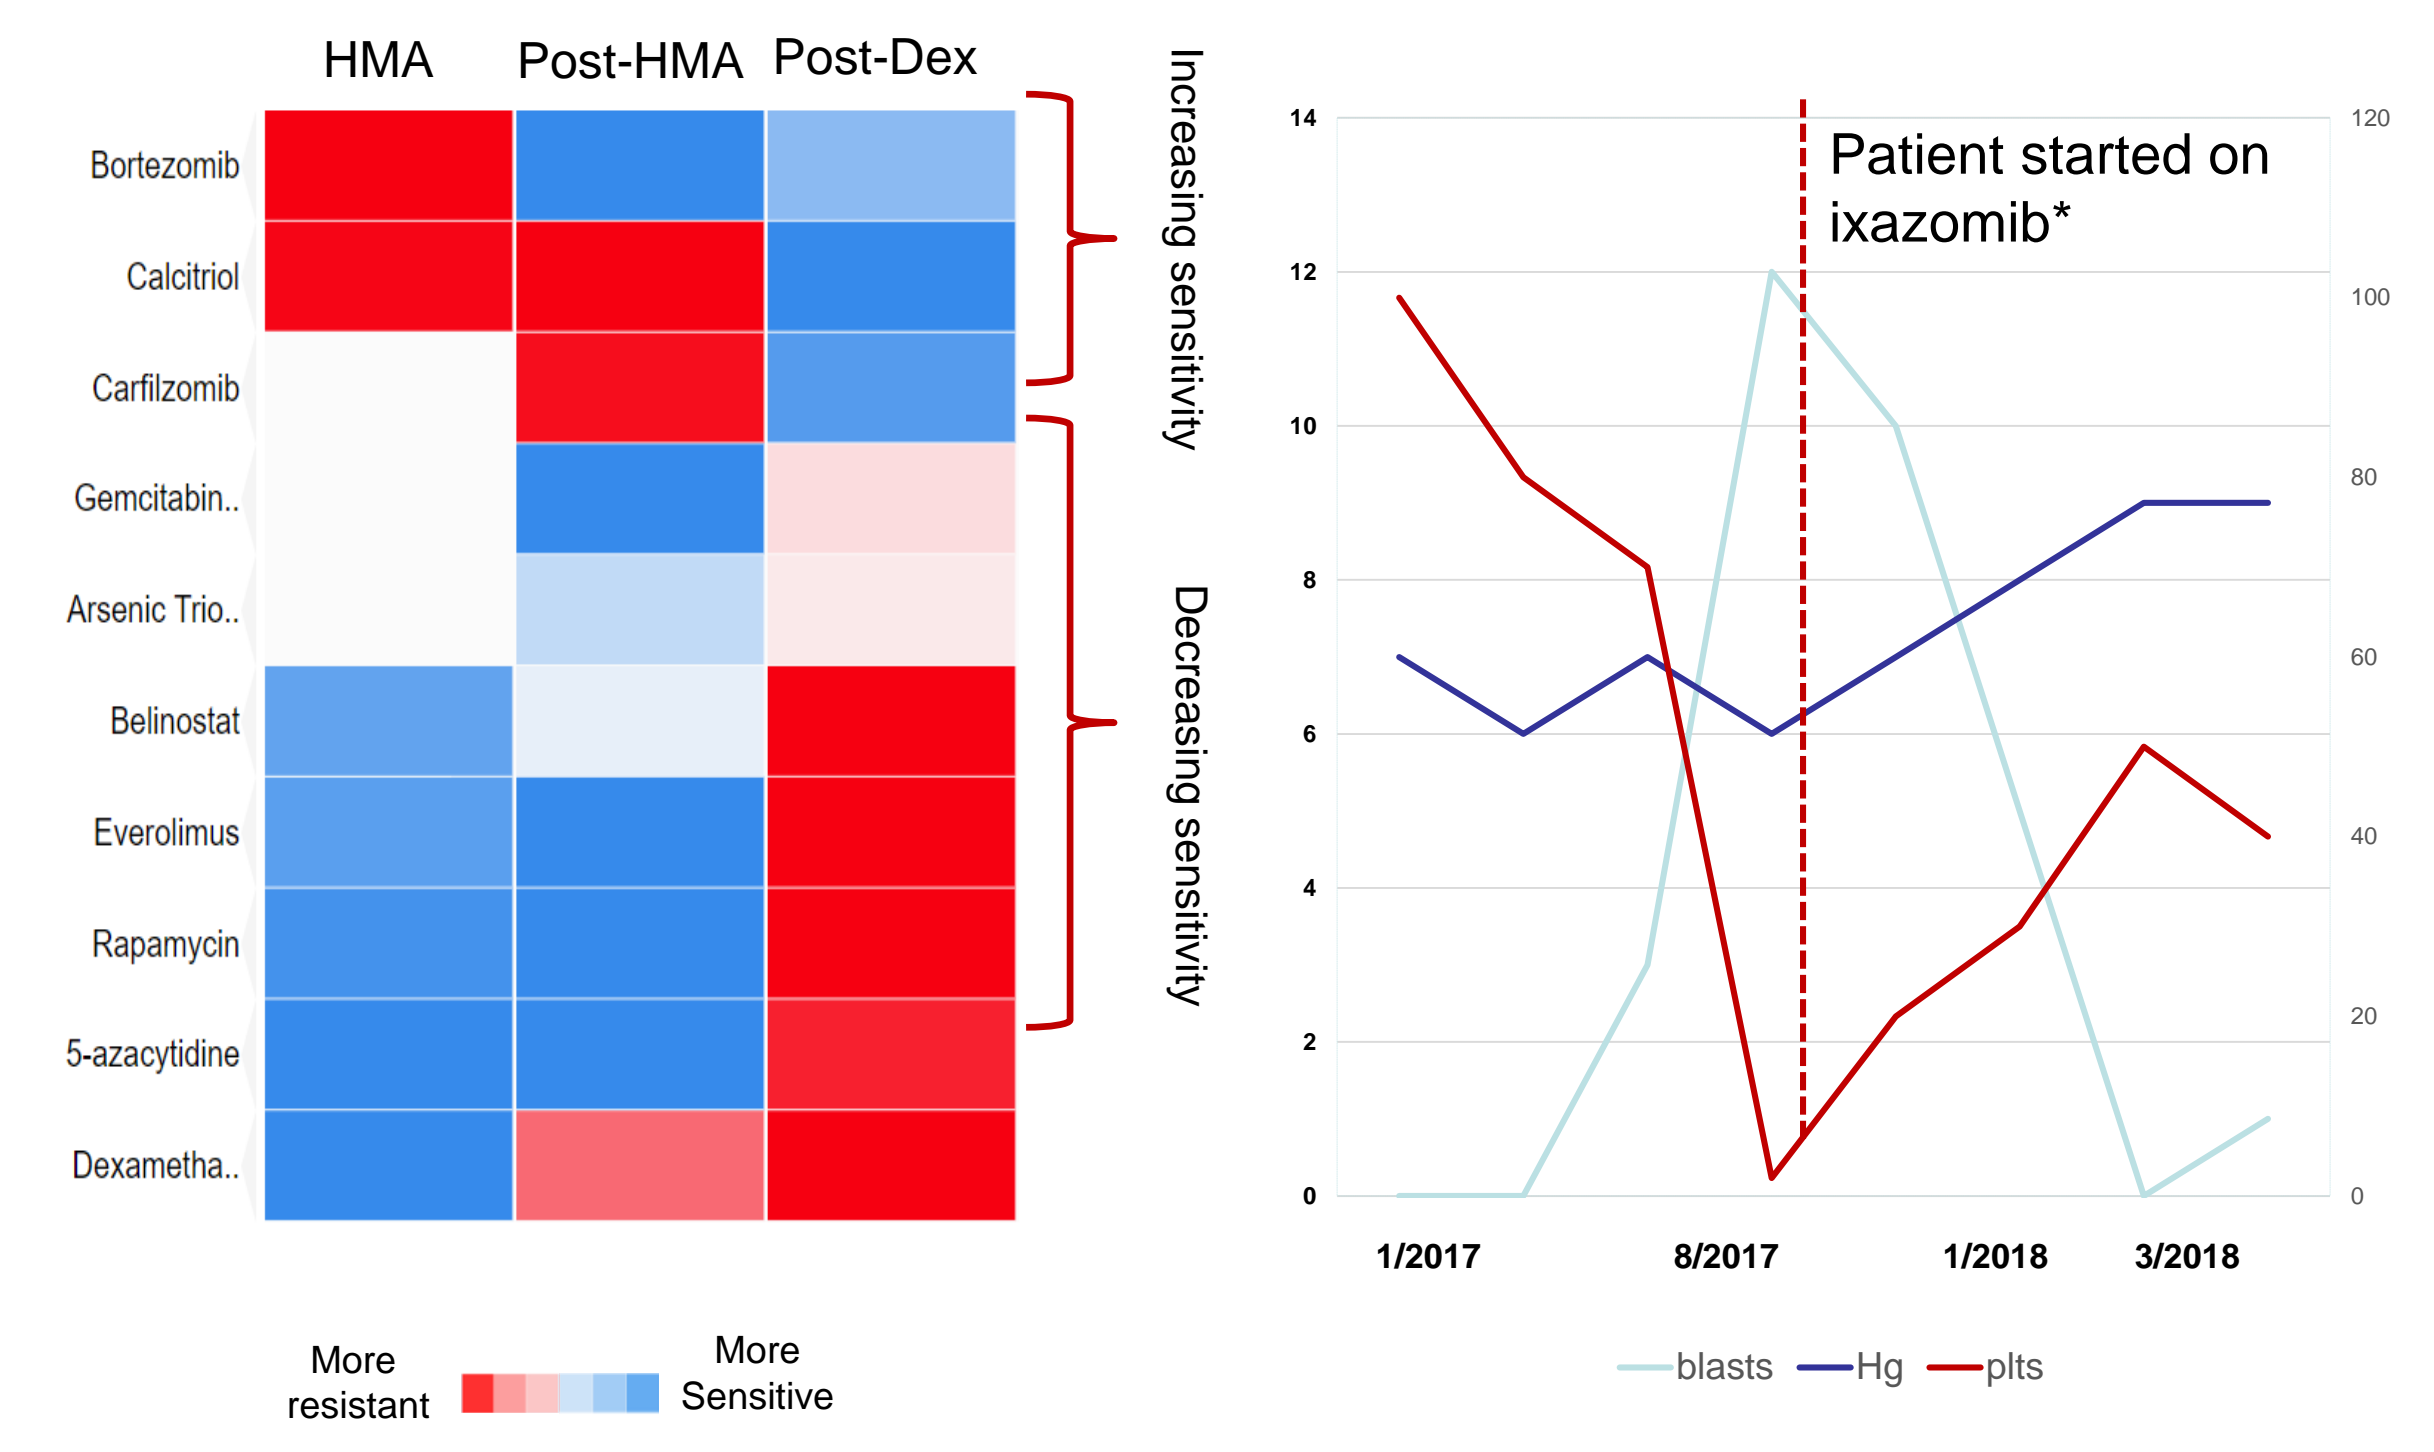 HMA
Post-HMA
Post-Dex
Bortezomib
Calcitriol
Carfilzomib
Gemcitabin..
Arsenic Trio..
Belinostat
Everolimus
Rapamycin
5-azacytidine
Dexametha..
More
resistant
More
Sensitive
Increasing sensitivity
Decreasing sensitivity
Patient started on
ixazomib*
14
12
10
8
6
4
2
0
120
100
80
60
40
20
0
1/2017
8/2017
1/2018
3/2018
blasts
Hg
plts